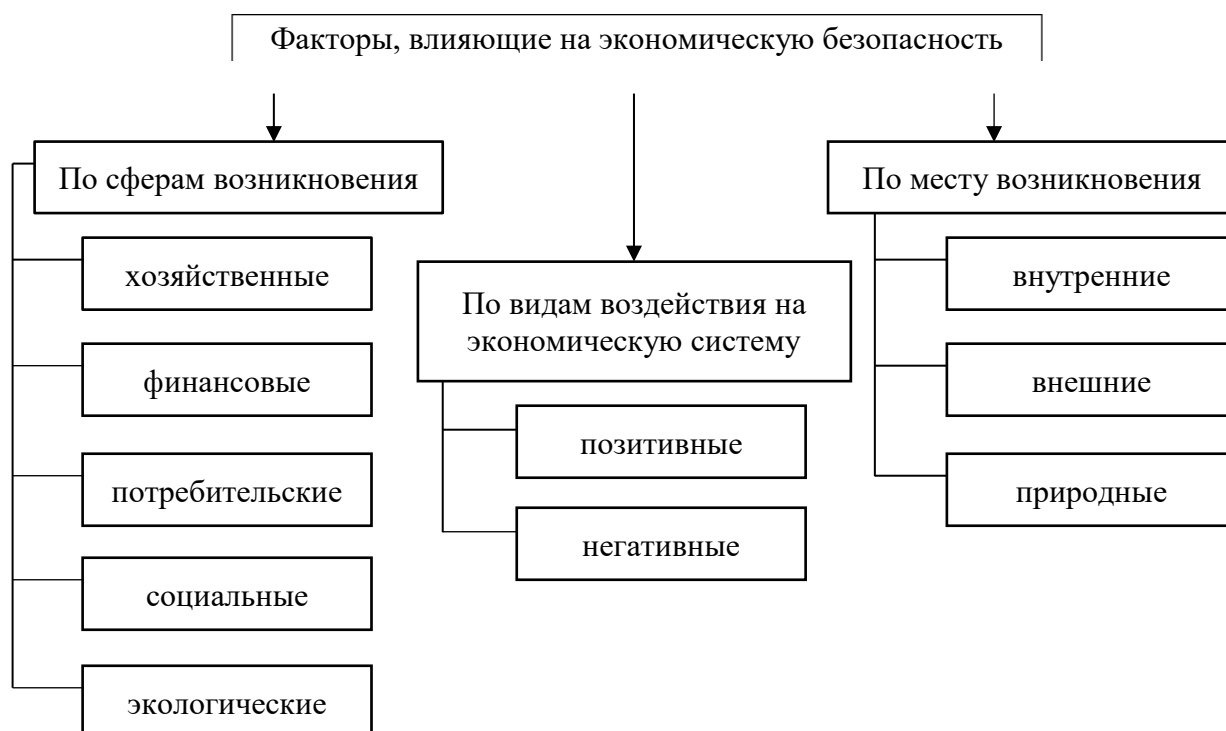 Факторы, влияющие на экономическую безопасность
По сферам возникновения
хозяйственные
финансовые
потребительские
социальные
экологические
По видам воздействия на
экономическую систему
позитивные
негативные
По месту возникновения
внутренние
внешние
природные